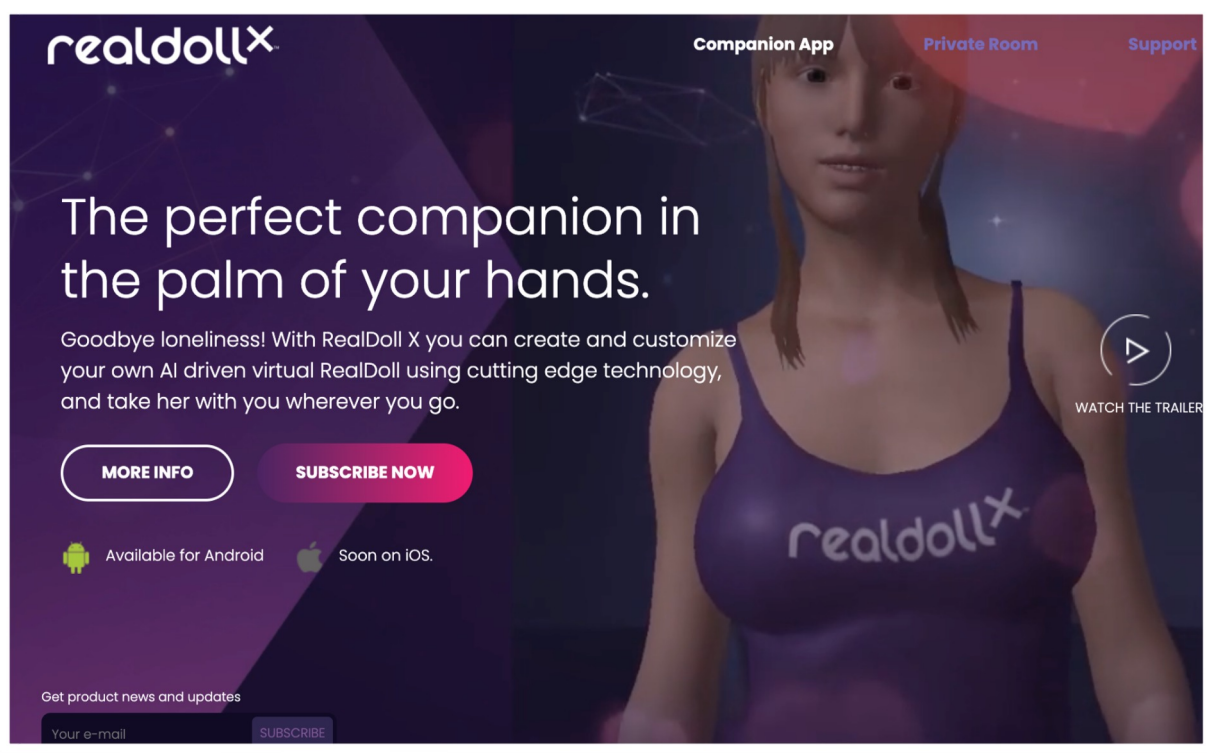 realdollX
Companion App
Private Room
Support
The perfect companion in
the palm of your hands.
Goodbye loneliness! With RealDoll X you can create and customize
your own AI driven virtual RealDoll using cutting edge technology,
and take her with you wherever you go.
WATCH THE TRAILER
MORE INFO
SUBSCRIBE NOW
realdollX
Available for Android
Soon on iOS.
Get product news and updates
Your e-mail
SUBSCRIBE